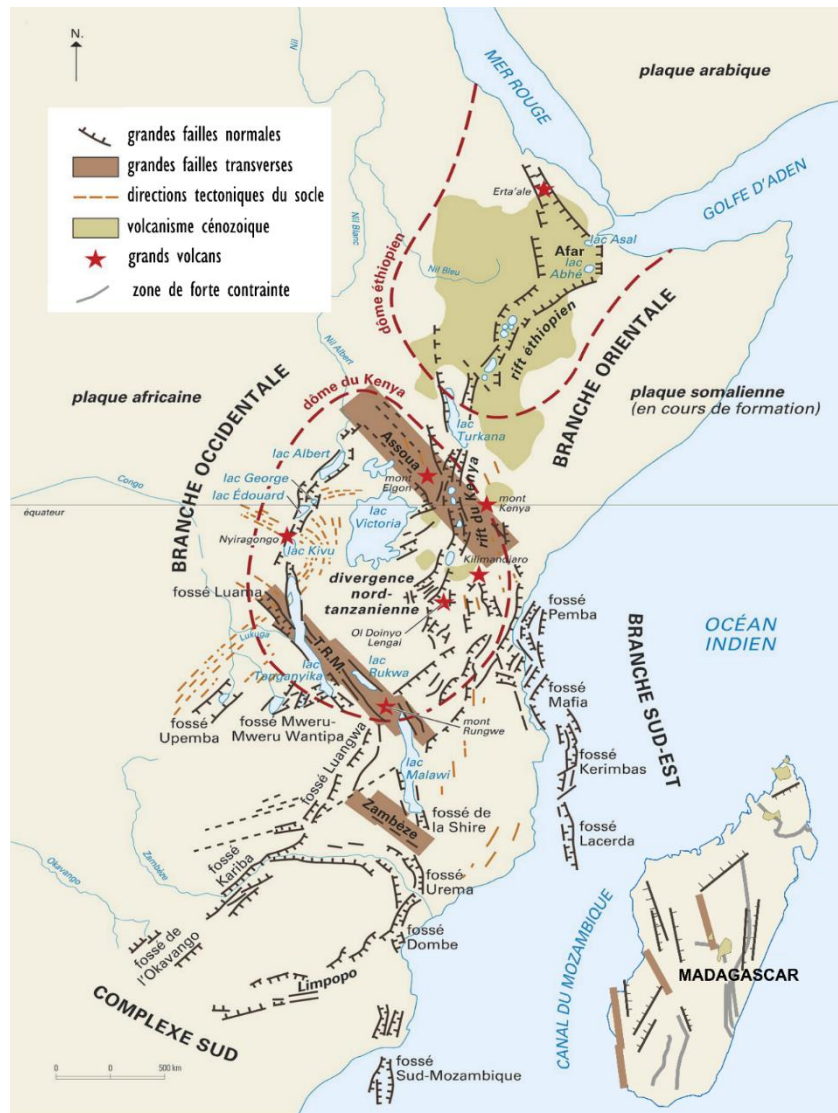 N.
grandes failles normales
grandes failles transverses
directions tectoniques du socle
volcanisme cénozoique
grands volcans
zone de forte contrainte
Nil
MER ROUGE
plaque arabique
Erta'ale
GOLFE D'ADEN
lac Asal
Afar
lac
Abhé
Nil Blanc
Nil Bleu
dôme éthiopien
rift éthiopien
Nil Albert
BRANCHE ORIENTALE
plaque somalienne
(en cours de formation)
plaque africaine
BRANCHE OCCIDENTALE
dôme du Kenya
lac
Turkana
lac Albert
Assoua
mont
Elgon
lac George
lac Édouard
Congo
équateur
lac
Victoria
rift du Kenya
mont
Kenya
Nyiragongo
lac Kivu
Kilimandjaro
divergence
nord-
tanzanienne
fossé Luama
Ol Doinyo
Lengai
fossé
Pemba
OCÉAN
INDIEN
Lukuga
T.R.M.
lac
Rukwa
lac
Tanganyika
BRANCHE SUD-EST
fossé
Mafia
fossé
Upemba
fossé Mweru-
Mweru Wantipa
mont
Rungwe
fossé Luangwa
fossé
Kerimbas
lac
Malawi
fossé de
la Shire
fossé
Lacerda
Zambèze
Okavango
Zambèze
fossé
Kariba
fossé
Urema
fossé
Dombe
fossé de
l'Okavango
Limpopo
COMPLEXE SUD
CANAL DU MOZAMBIQUE
MADAGASCAR
0
500 km
fossé
Sud-Mozambique